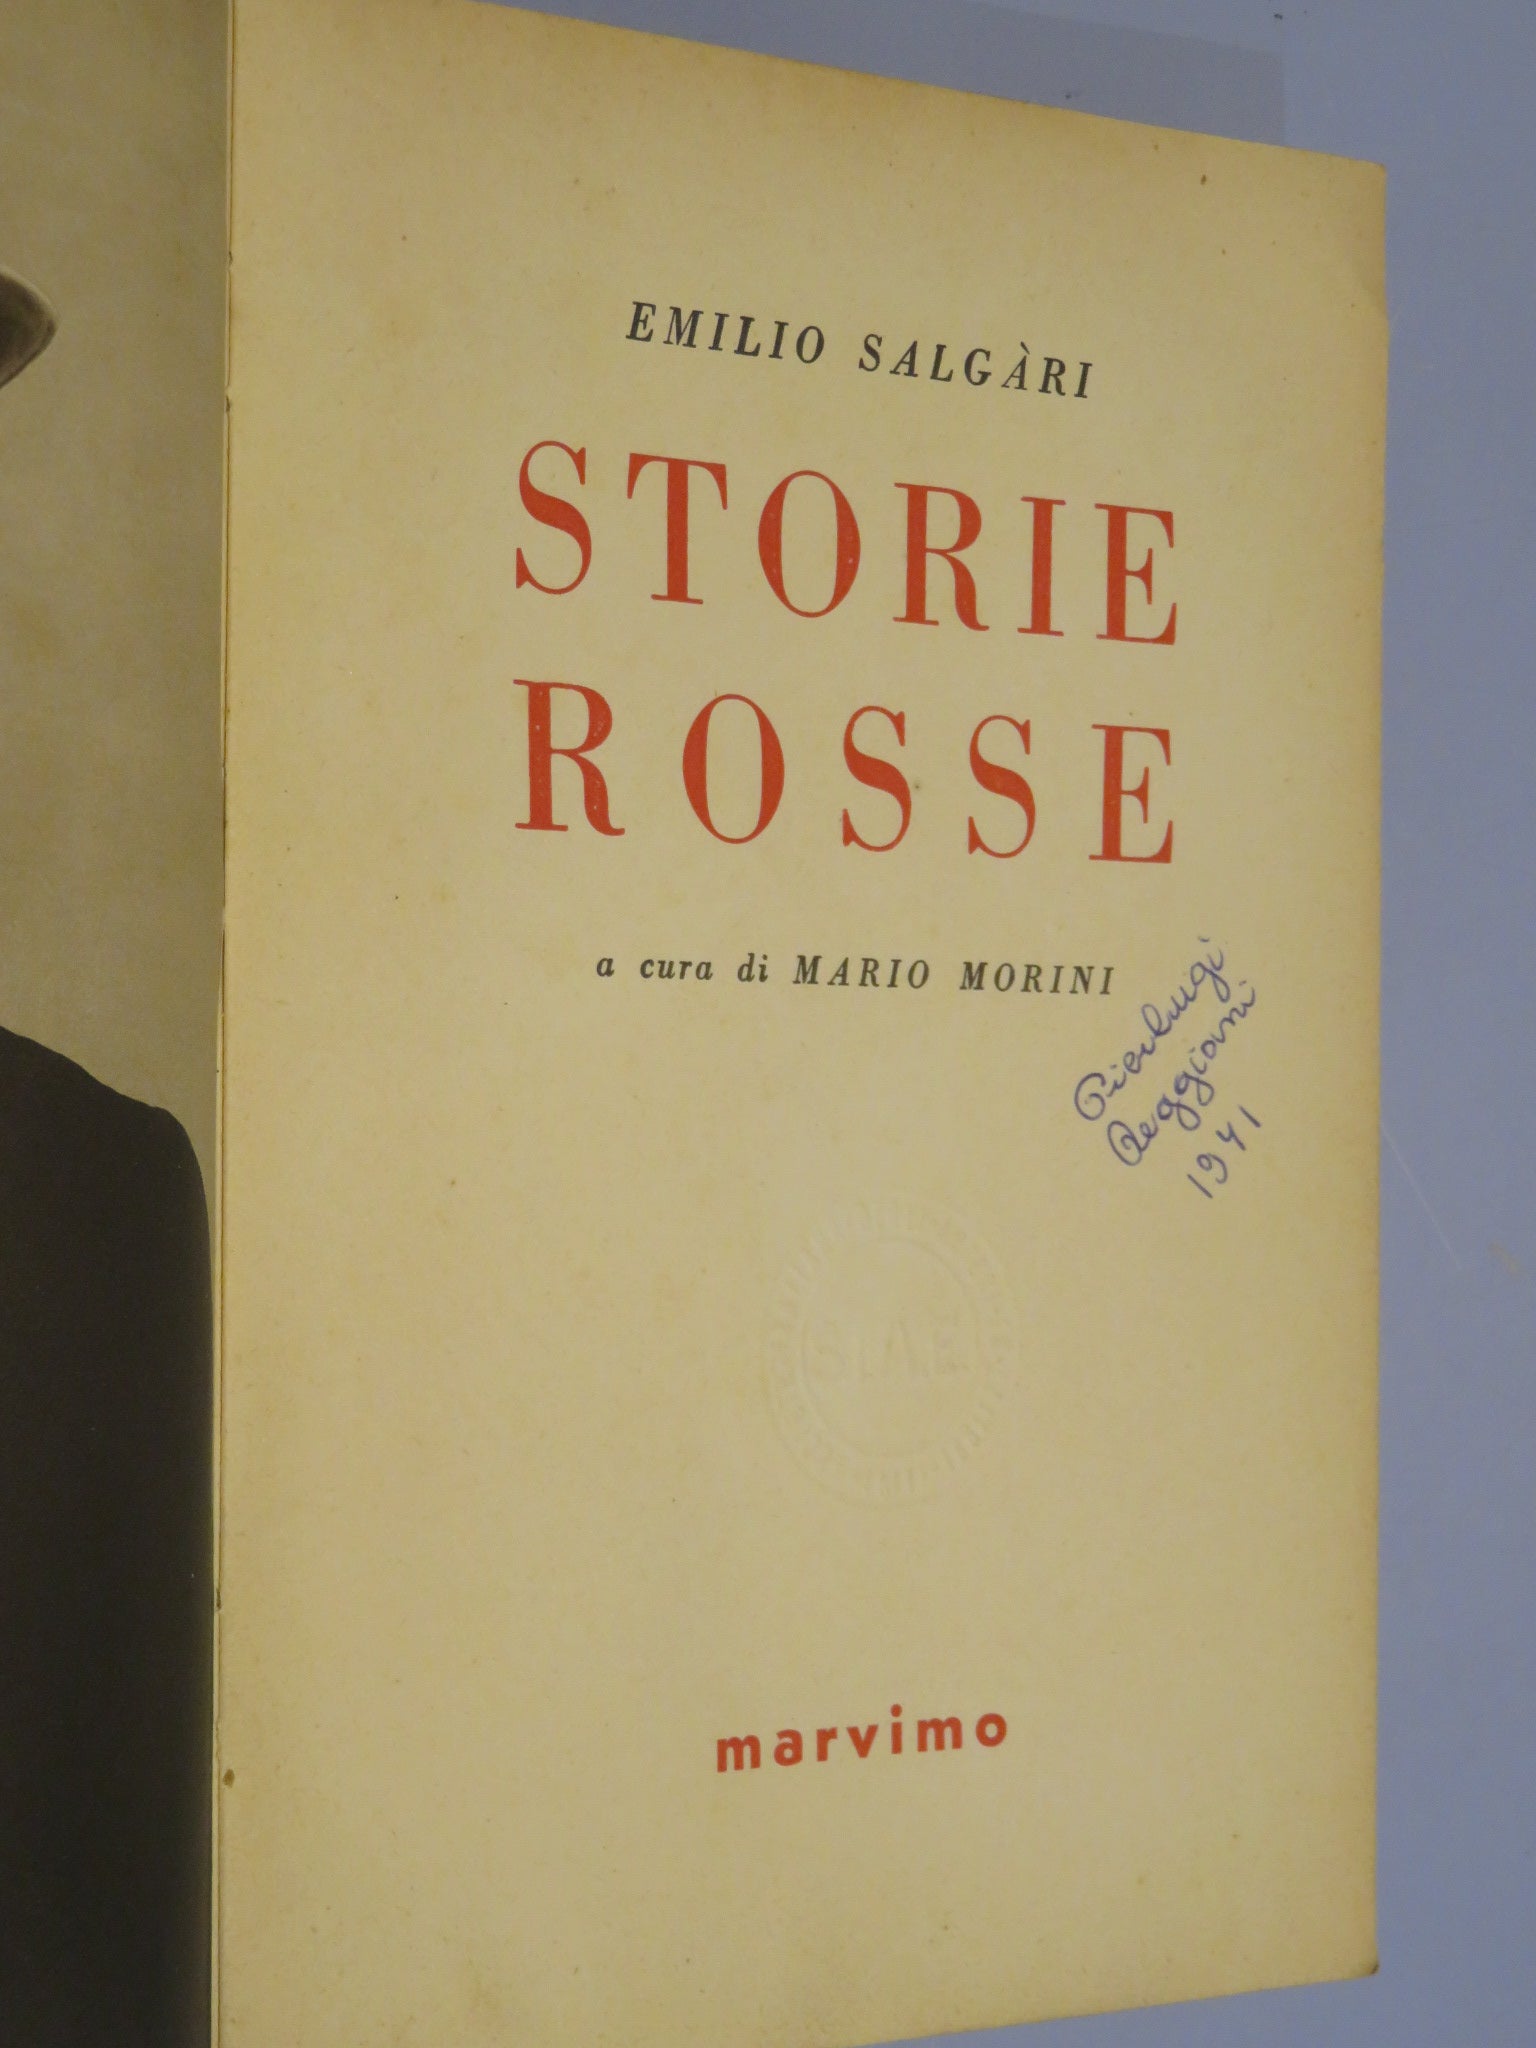 EMILIO SALGÀRI
STORIE
ROSSE
a cura di MARIO MORINI
Pierluigi
Reggiani
1941
marvimo